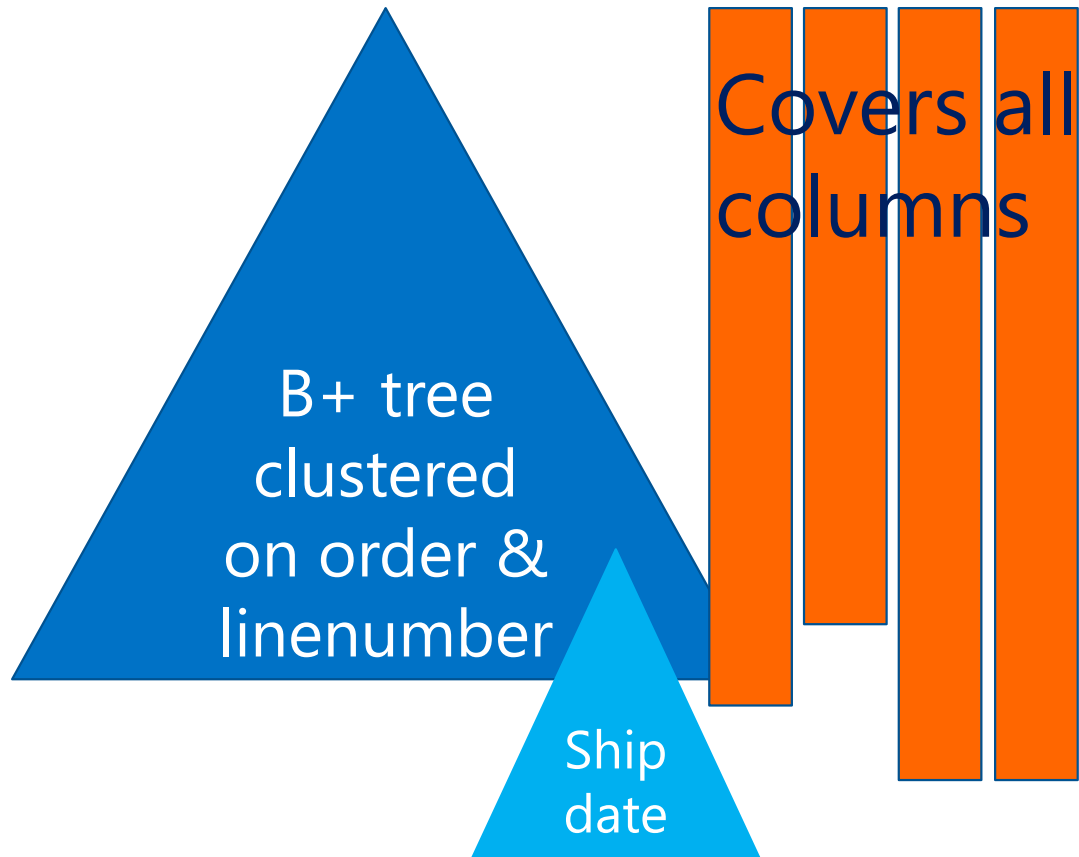 B+ tree
clustered
on order &
linenumber
Ship
date
Covers all
columns